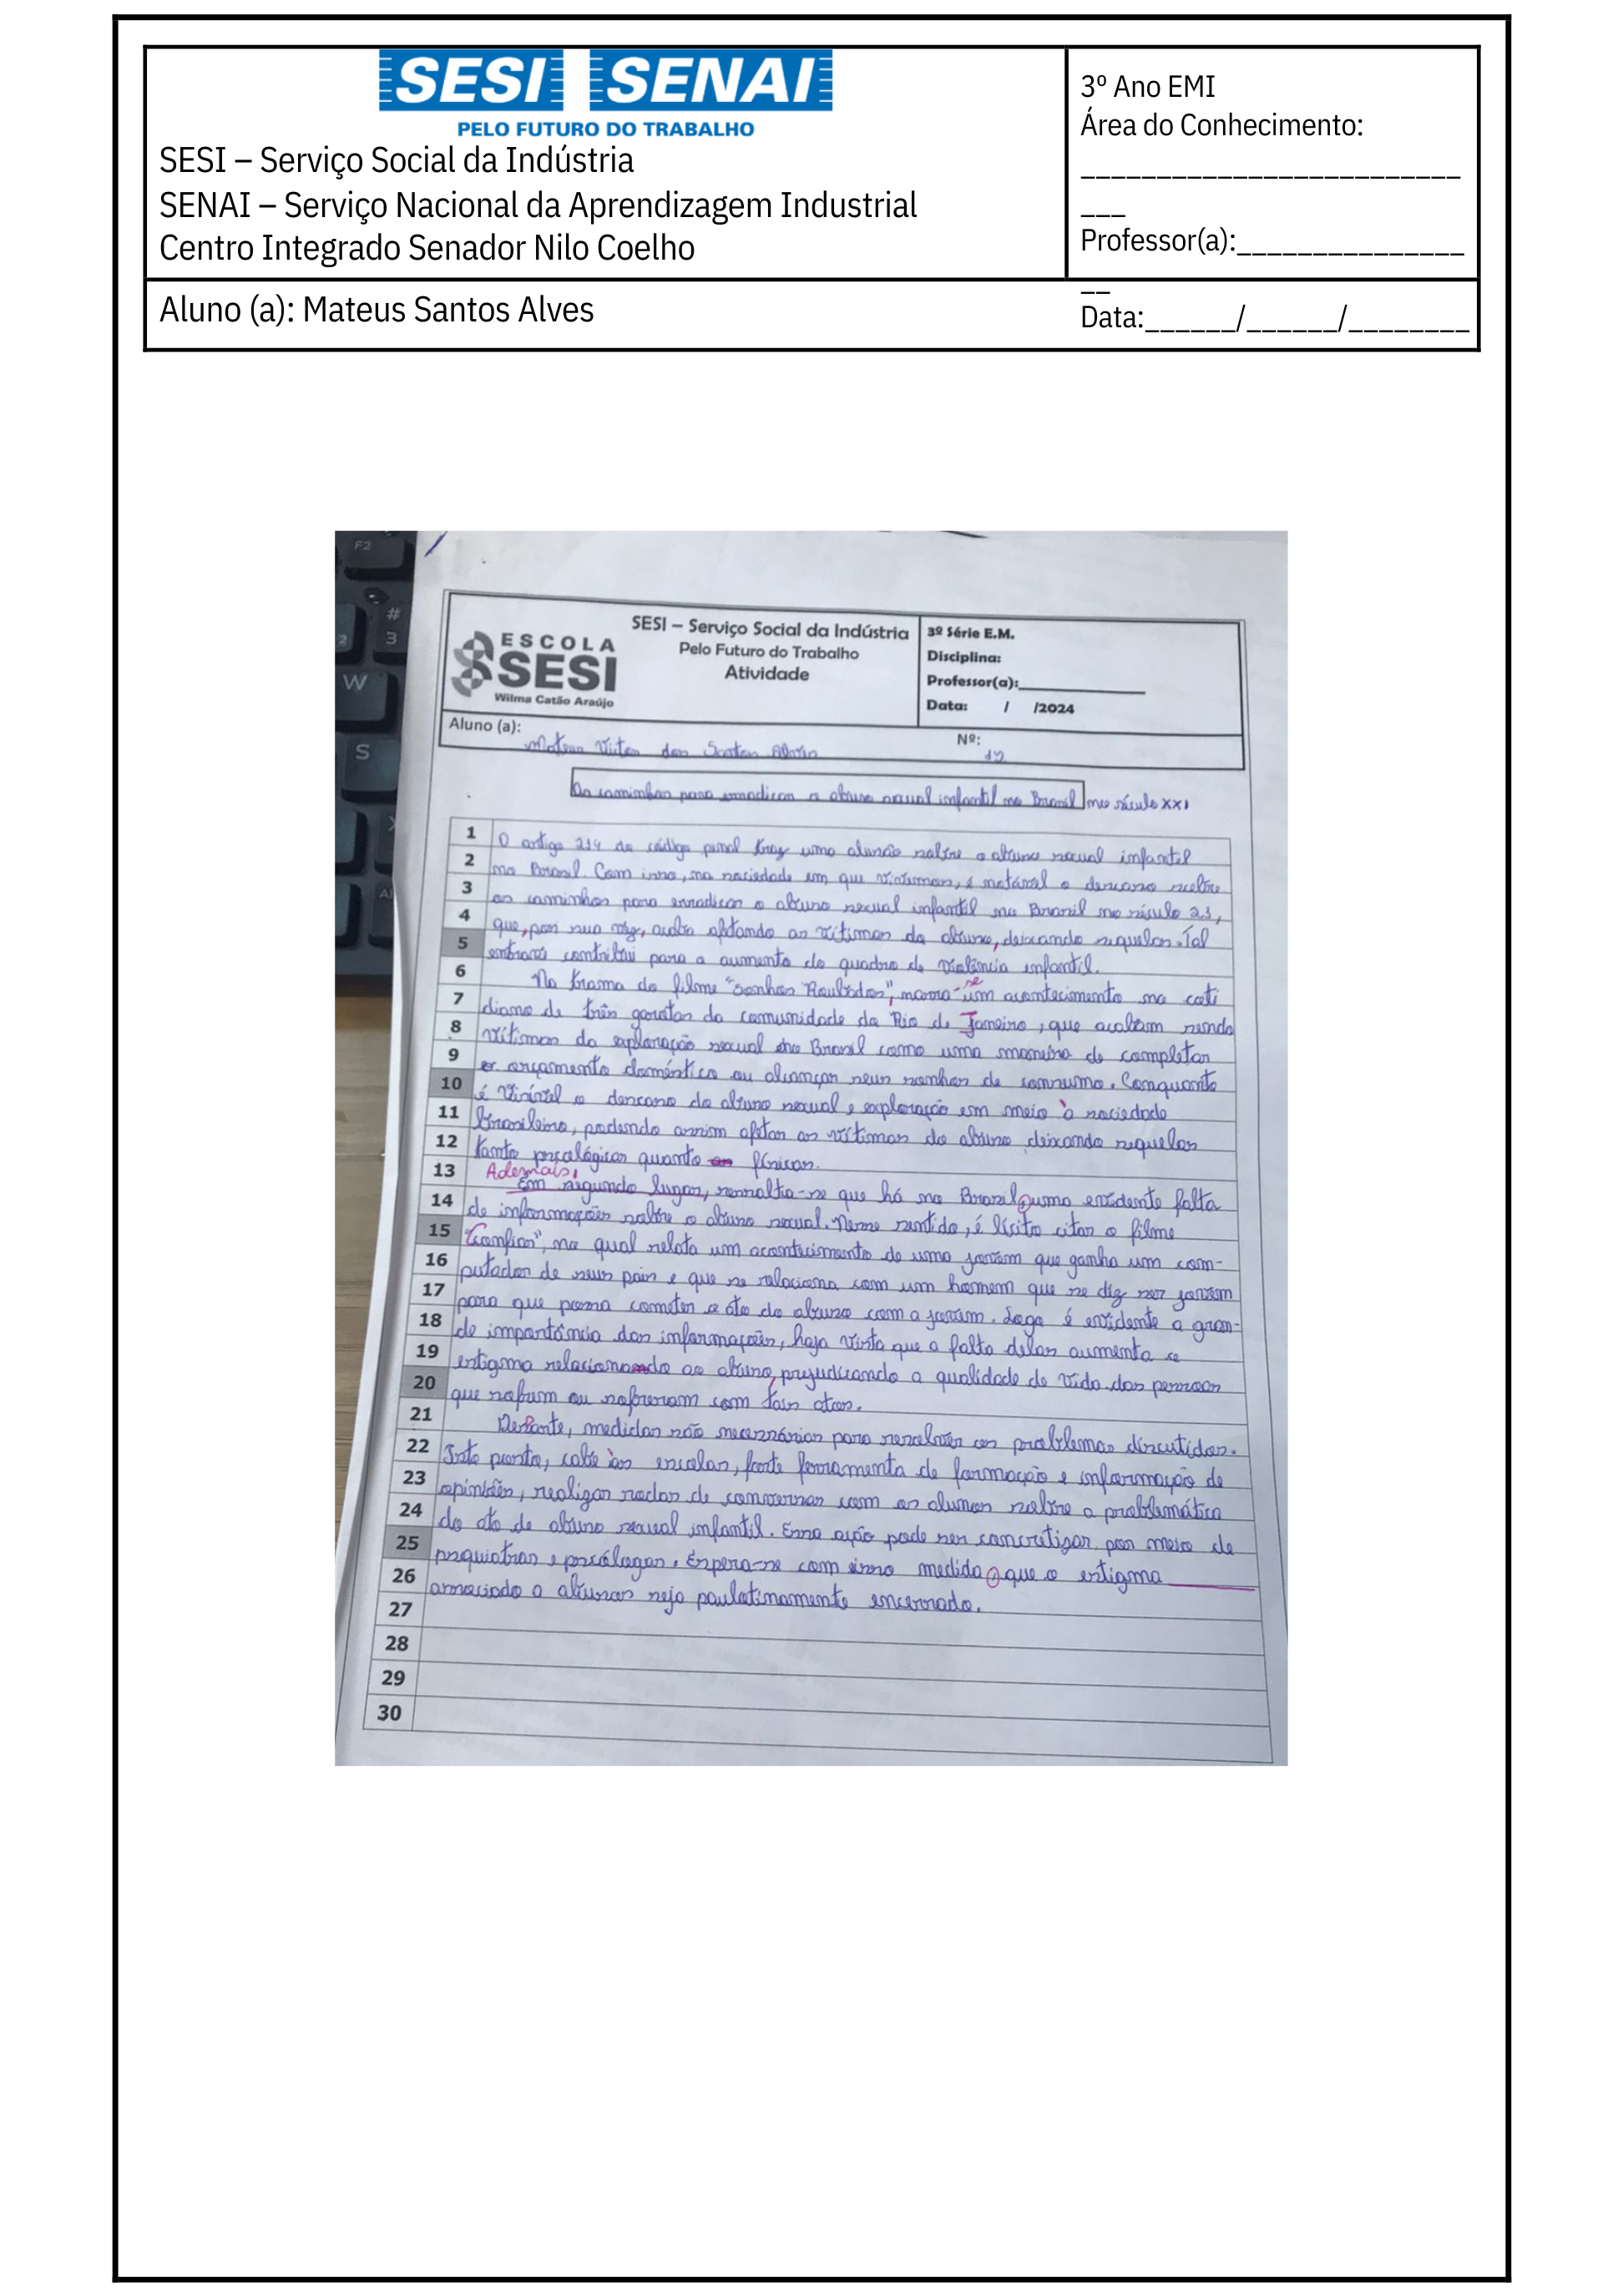 SESI SENAI
PELO FUTURO DO TRABALHO
SESI – Serviço Social da Indústria
SENAI – Serviço Nacional da Aprendizagem Industrial
Centro Integrado Senador Nilo Coelho
3º Ano EMI
Área do Conhecimento:
_________________________
___
Professor(a):_______________
__
Data:______/______/________
Aluno (a): Mateus Santos Alves
F2
#
3
2
W
S
ESCOLA
SESI
Wilma Catão Araújo
SESI – Serviço Social da Indústria
Pelo Futuro do Trabalho
Atividade
3º Série E.M.
Disciplina:
Professor(a):______________
Data: / /2024
Aluno (a): Mateus Victor dos Santos Alves
Nº: 12
Os caminhos para erradicar o abuso sexual infantil no Brasil no século XXI
1 O artigo 214 do código penal traz uma alusão sobre o abuso sexual infantil
2 no Brasil. Com isso, na sociedade em que vivemos, é notável o descaso sobre
3 os caminhos para erradicar o abuso sexual infantil no Brasil no século 21,
4 que, por sua vez, acaba afetando as vítimas do abuso, deixando sequelas. Tal
5 entrave contribui para a aumento do quadro de violência infantil.
6 Na trama do filme "Sonhos Roubados", narra-se um acontecimento no coti
7 diano de três garotas da comunidade da Rio de Janeiro, que acabam sendo
8 vítimas da exploração sexual no Brasil como uma maneira de completar
9 o orçamento doméstico ou alcançar seus sonhos de consumo. Conquanto
10 é visível o descaso do abuso sexual e exploração em meio à sociedade
11 Brasileira, podendo assim afetar as vítimas do abuso deixando sequelas
12 tanto psicológicas quanto físicas.
13 Ademais, Em segundo lugar, ressalta-se que há no Brasil, uma evidente falta
14 de informações sobre o abuso sexual. Nesse sentido, é lícito citar o filme
15 "Confiar", no qual relata um acontecimento de uma jovem que ganha um com-
16 putador de seus pais e que se relaciona com um homem que se diz ser jovem
17 para que possa cometer o ato do abuso com a jovem. Logo é evidente a gran-
18 de importância das informações, haja vista que a falta delas aumenta o
19 estigma relacionado ao abuso, prejudicando a qualidade de vida das pessoas
20 que sofrem ou sofreram com tais atos.
21 Destante, medidas são necessárias para resolver os problemas discutidos.
22 Isto posto, cabe às escolas, forte ferramenta de formação e informação de
23 opiniões, realizar rodas de conversas com os alunos sobre a problemática
24 do ato de abuso sexual infantil. Essa ação pode ser concretizar por meio de
25 psquiatras e psicólogos. Espera-se com isso medida, que o estigma
26 associado a abusos seja paulatinamente encerrado.
27
28
29
30